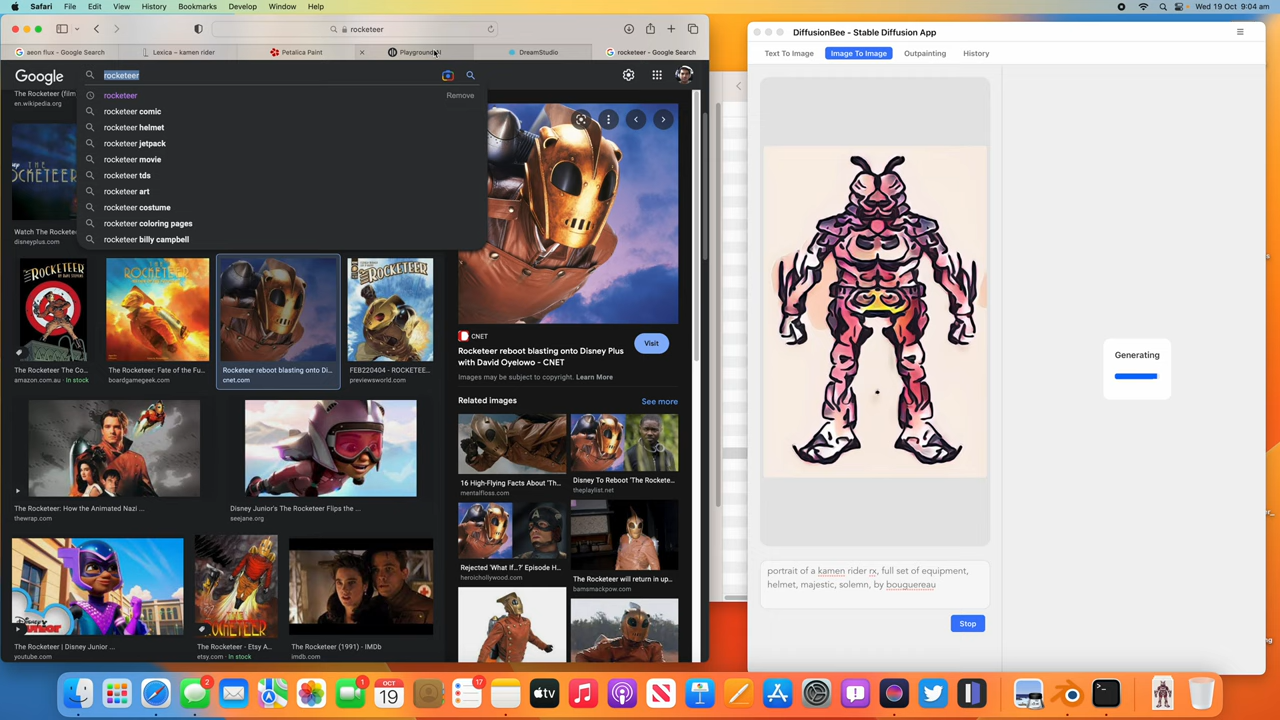 Safari File Edit View History Bookmarks Develop Window Help
Wed 19 Oct 9:04 am
rocketeer
aeon flux - Google Search
Lexica – kamen rider
Petalica Paint
DreamStudio
rocketeer - Google Search
Google
rocketeer
rocketeer
Remove
rocketeer comic
rocketeer helmet
rocketeer jetpack
rocketeer movie
rocketeer tds
rocketeer art
rocketeer costume
rocketeer coloring pages
rocketeer billy campbell
The Rocketeer (film
en.wikipedia.org
Watch The Rocketee
disneyplus.com
The Rocketeer The Co...
amazon.com.au · In stock
The Rocketeer: Fate of the Fu...
boardgamegeek.com
Rocketeer reboot blasting onto Di...
cnet.com
FEB220404 - ROCKETEE...
previewsworld.com
The Rocketeer: How the Animated Nazi ...
thewrap.com
Disney Junior's The Rocketeer Flips the ...
seejane.org
The Rocketeer | Disney Junior ...
youtube.com
The Rocketeer - Etsy A...
etsy.com · In stock
The Rocketeer (1991) - IMDb
imdb.com
CNET
Rocketeer reboot blasting onto Disney Plus
with David Oyelowo - CNET
Visit
Images may be subject to copyright. Learn More
Related images
See more
16 High-Flying Facts About 'Th...
mentalfloss.com
Disney To Reboot 'The Rockete...
theplaylist.net
Rejected 'What If...?' Episode H...
heroichollywood.com
The Rocketeer will return in up...
bamsmackpow.com
DiffusionBee - Stable Diffusion App
Text To Image
Image To Image
Outpainting
History
Generating
portrait of a kamen rider rx, full set of equipment,
helmet, majestic, solemn, by bouguereau
Stop
2
1
OCT
19
17
tv